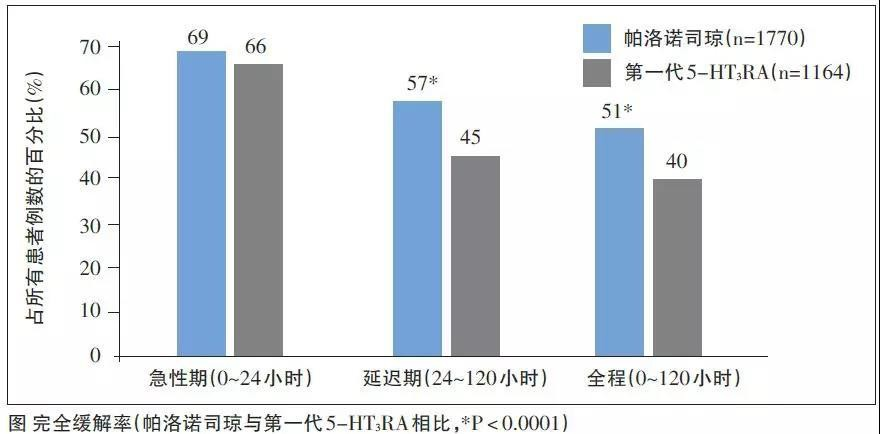 占所有患者例数的百分比(%)
70
60
50
40
30
20
10
0
69
66
57*
45
51*
40
帕洛诺司琼(n=1770)
第一代5-HT₃RA(n=1164)
急性期(0~24小时)
延迟期(24~120小时)
全程(0~120小时)
图 完全缓解率(帕洛诺司琼与第一代5-HT₃RA相比,*P<0.0001)